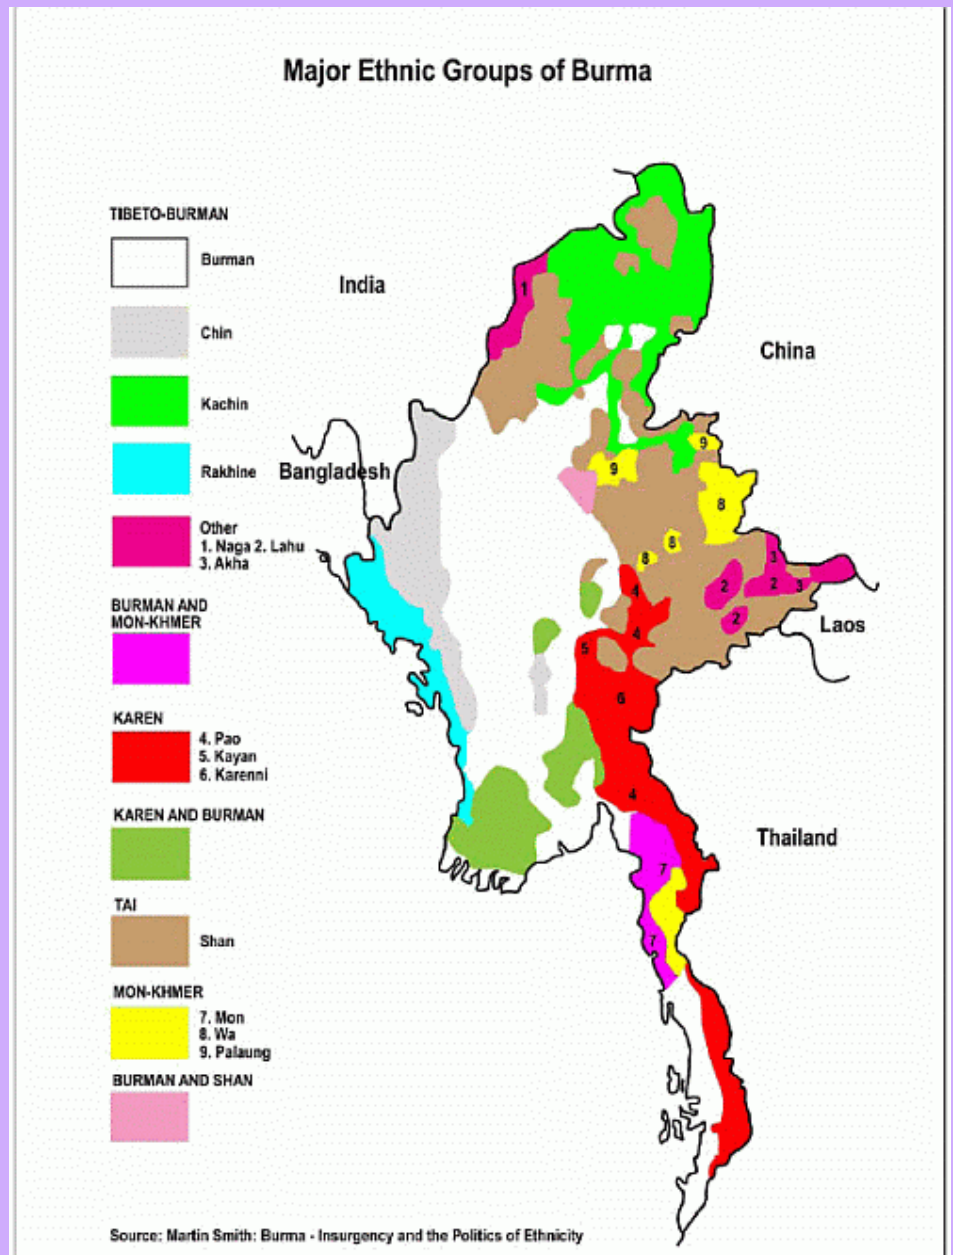 Major Ethnic Groups of Burma
TIBETO-BURMAN
Burman
Chin
Kachin
Rakhine
Other
1. Naga 2. Lahu
3. Akha
BURMAN AND
MON-KHMER
KAREN
4. Pao
5. Kayan
6. Karenni
KAREN AND BURMAN
TAI
Shan
MON-KHMER
7. Mon
8. Wa
9. Palaung
BURMAN AND SHAN
India
China
Bangladesh
Laos
Thailand
1
9
9
8
8
8
3
2
2
3
2
4
4
5
6
4
7
7
Source: Martin Smith: Burma - Insurgency and the Politics of Ethnicity